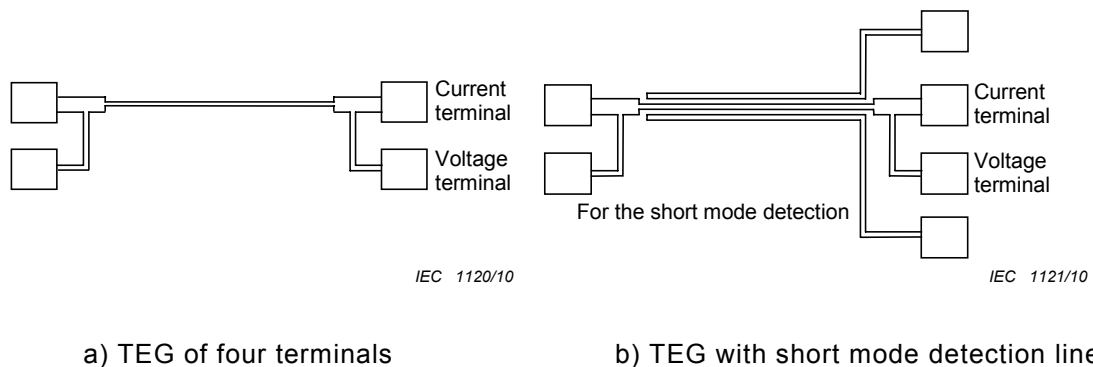 Current
terminal
Voltage
terminal
IEC 1120/10
a) TEG of four terminals
Current
terminal
Voltage
terminal
For the short mode detection
IEC 1121/10
b) TEG with short mode detection line